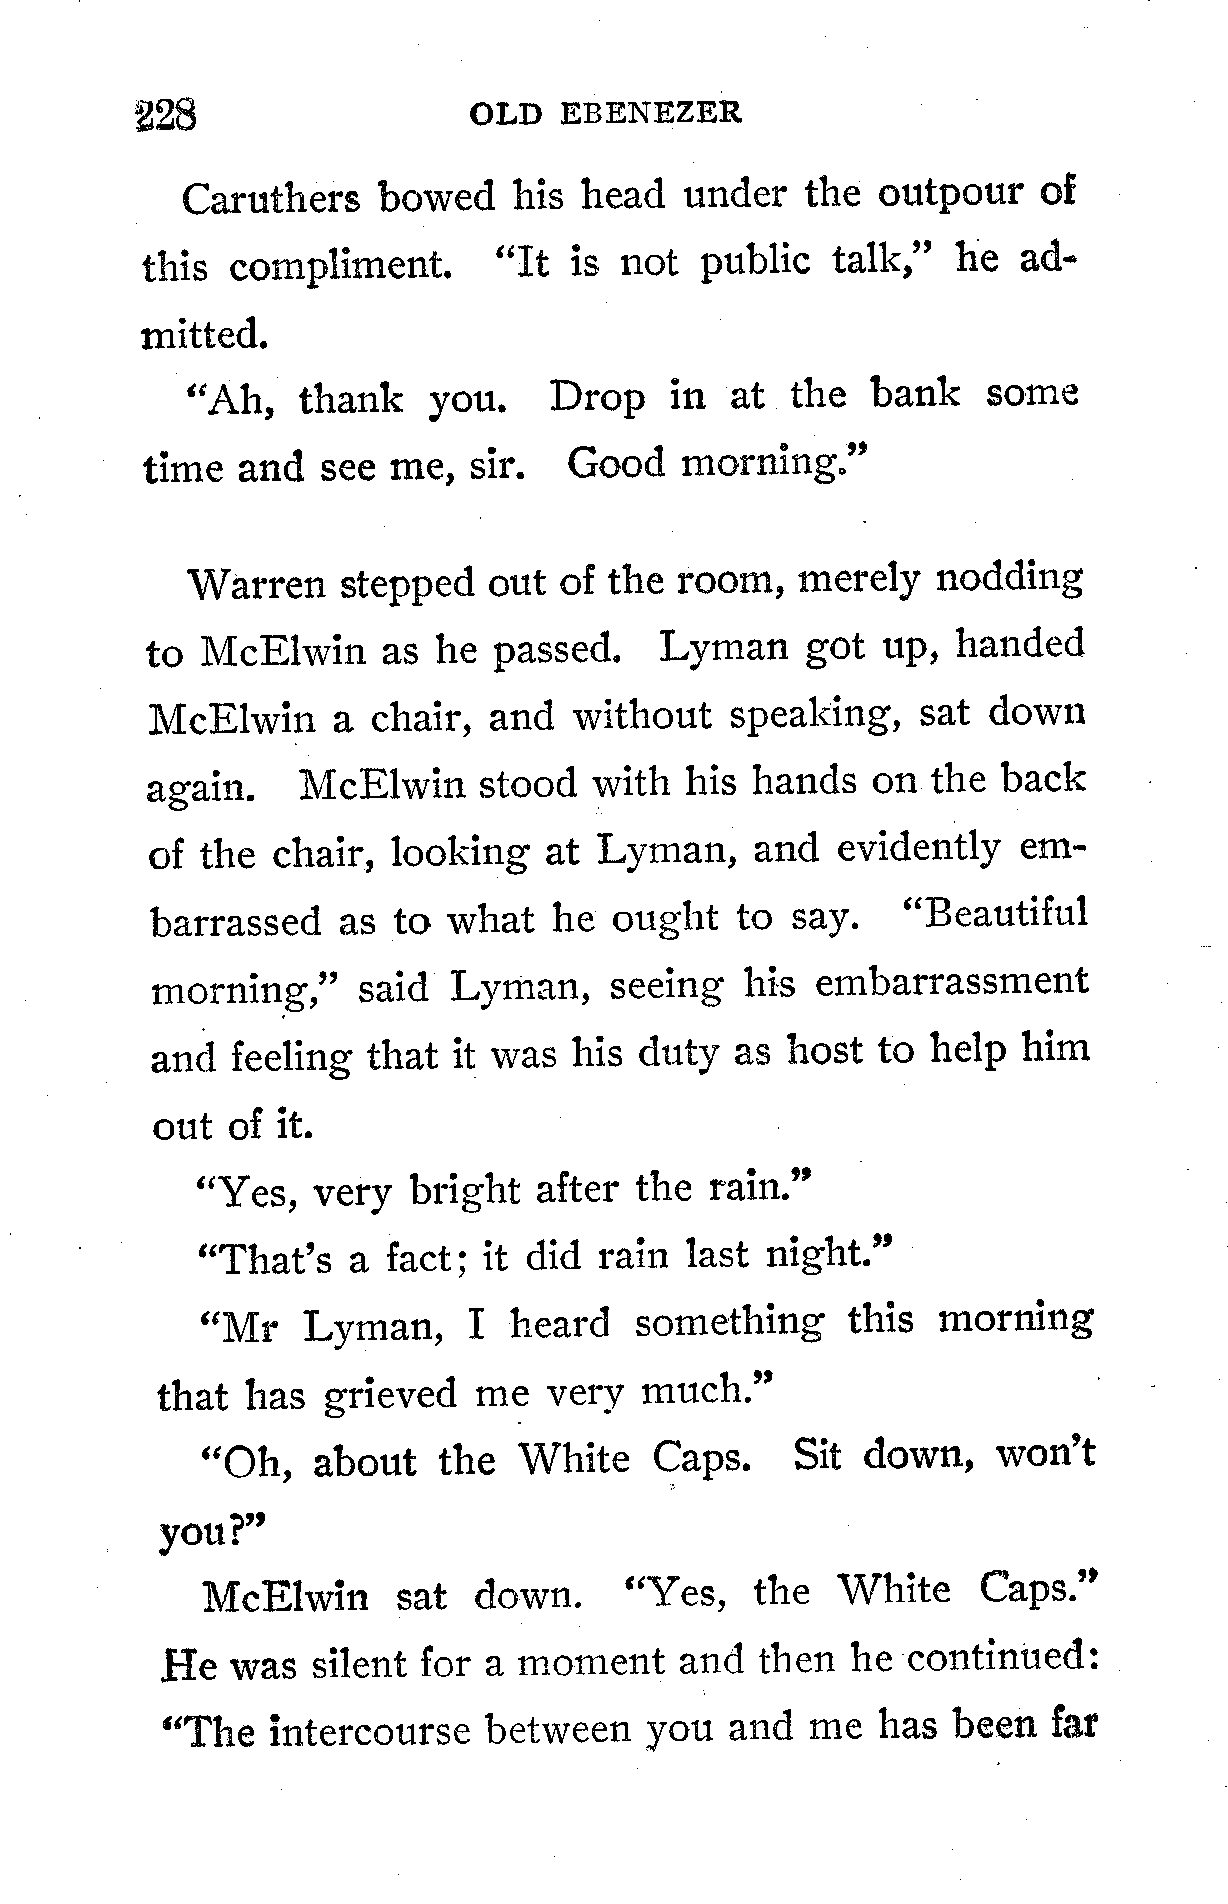 228 OLD EBENEZER
Caruthers bowed his head under the outpour of
this compliment. “It is not public talk,” he ad-
mitted.
“Ah, thank you. Drop in at the bank some
time and see me, sir. Good morning.”
Warren stepped out of the room, merely nodding
to McElwin as he passed. Lyman got up, handed
McElwin a chair, and without speaking, sat down
again. McElwin stood with his hands on the back
of the chair, looking at Lyman, and evidently em-
barrassed as to what he ought to say. “Beautiful
morning,” said Lyman, seeing his embarrassment
and feeling that it was his duty as host to help him
out of it.
“Yes, very bright after the rain.”
“That’s a fact; it did rain last night.”
“Mr Lyman, I heard something this morning
that has grieved me very much.”
“Oh, about the White Caps. Sit down, won’t
you?”
McElwin sat down. “Yes, the White Caps.”
He was silent for a moment and then he continued:
“The intercourse between you and me has been far